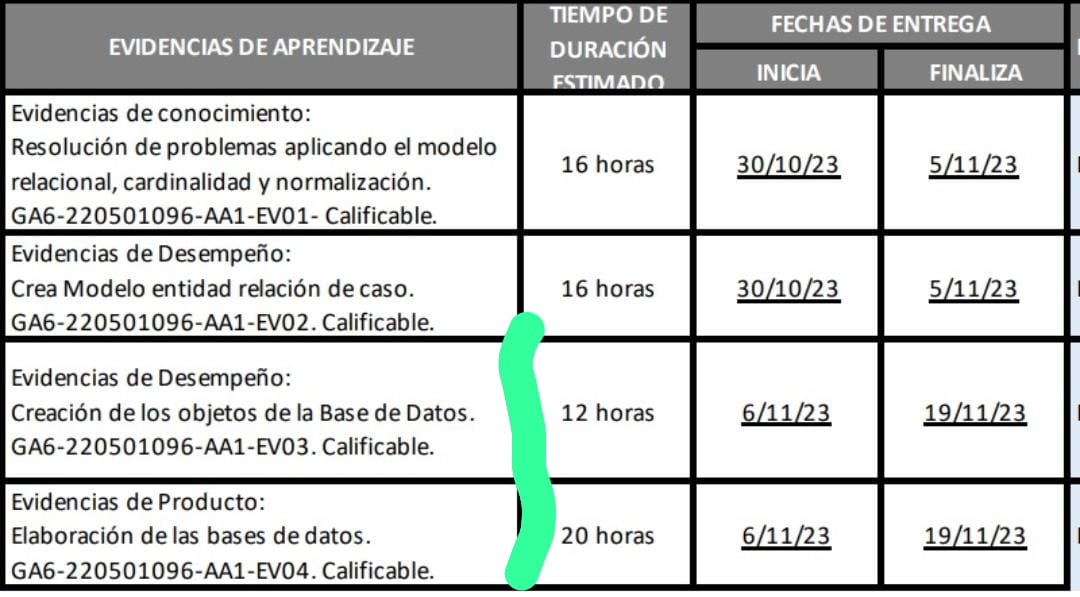 EVIDENCIAS DE APRENDIZAJE
TIEMPO DE
DURACIÓN
ESTIMADO
FECHAS DE ENTREGA
INICIA
FINALIZA
Evidencias de conocimiento:
Resolución de problemas aplicando el modelo
relacional, cardinalidad y normalización.
GA6-220501096-AA1-EV01- Calificable.
16 horas
30/10/23
5/11/23
Evidencias de Desempeño:
Crea Modelo entidad relación de caso.
GA6-220501096-AA1-EV02. Calificable.
16 horas
30/10/23
5/11/23
Evidencias de Desempeño:
Creación de los objetos de la Base de Datos.
GA6-220501096-AA1-EV03. Calificable.
12 horas
6/11/23
19/11/23
Evidencias de Producto:
Elaboración de las bases de datos.
GA6-220501096-AA1-EV04. Calificable.
20 horas
6/11/23
19/11/23